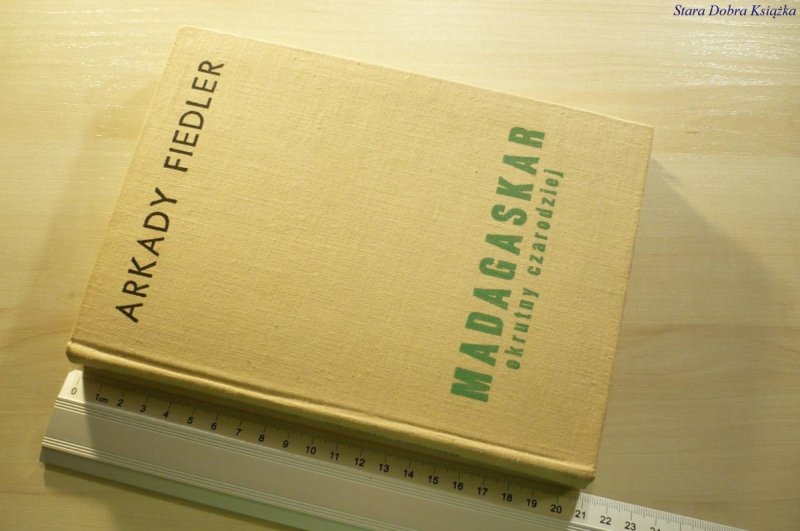 Stara Dobra Książka
ARKADY FIEDLER
MADAGASKAR
okrutny czarodziej
0 1cm 2 3 4 5 6 7 8 9 10 11 12 13 14 15 16 17 18 19 20 21 22 23